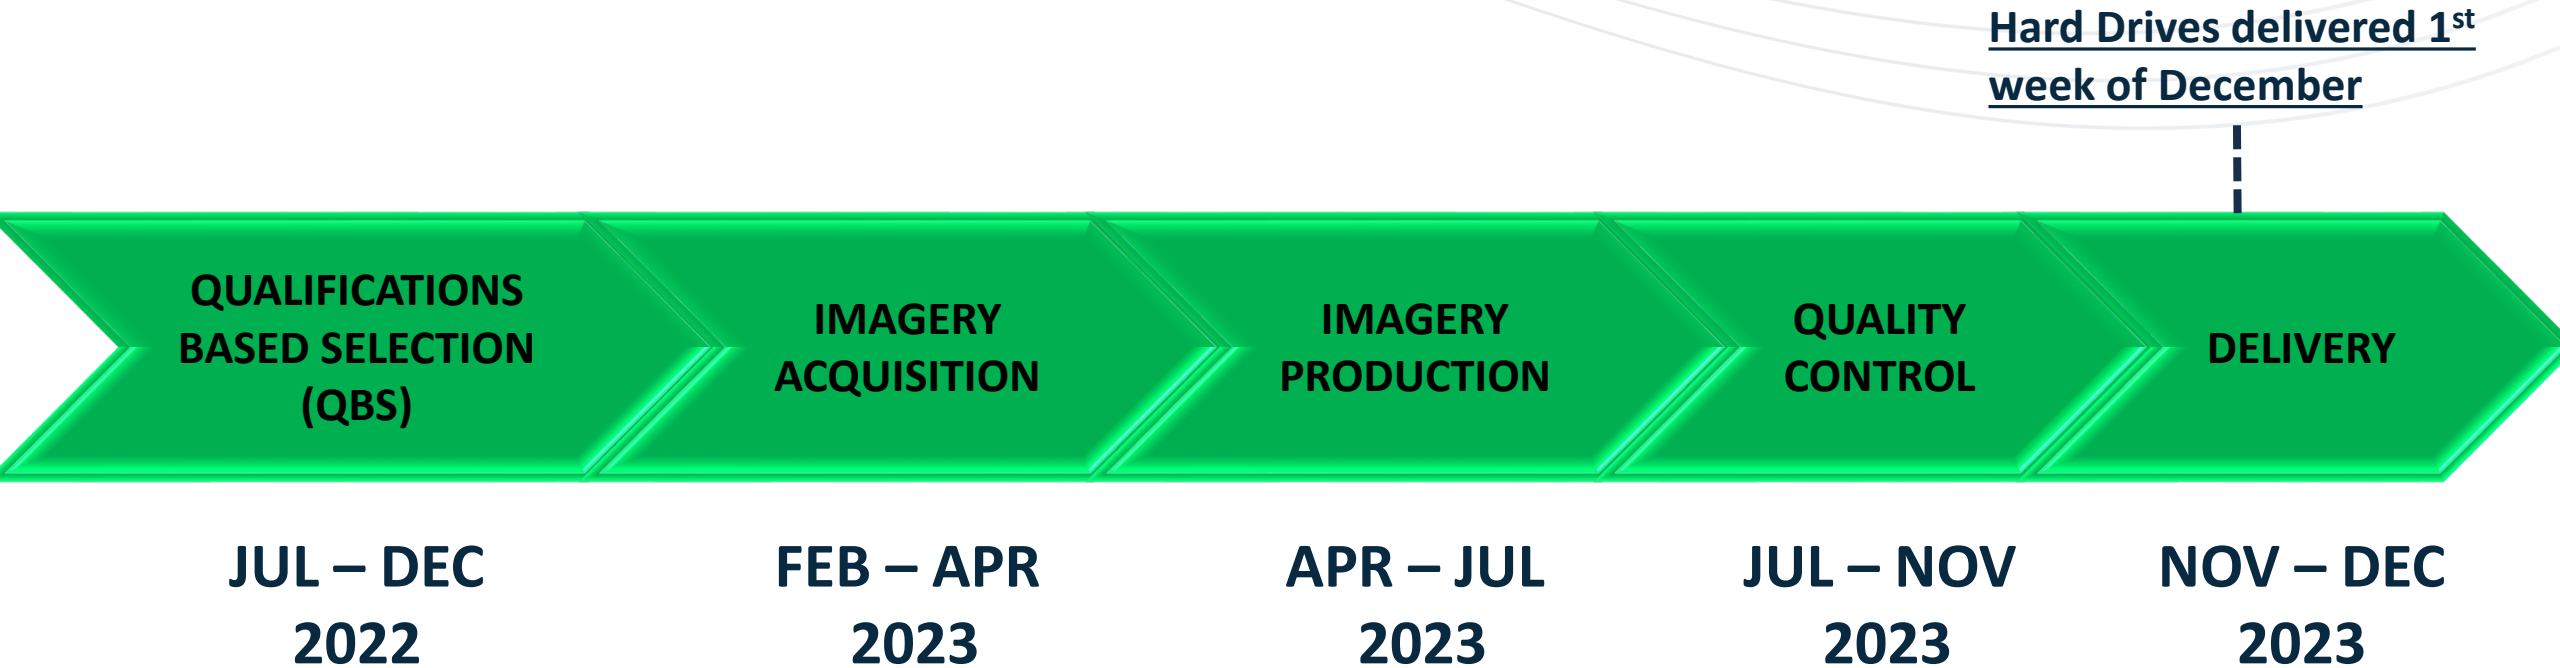 Hard Drives delivered 1st
week of December
QUALIFICATIONS
BASED SELECTION
(QBS)
IMAGERY
ACQUISITION
IMAGERY
PRODUCTION
QUALITY
CONTROL
DELIVERY
JUL – DEC
2022
FEB – APR
2023
APR – JUL
2023
JUL – NOV
2023
NOV – DEC
2023